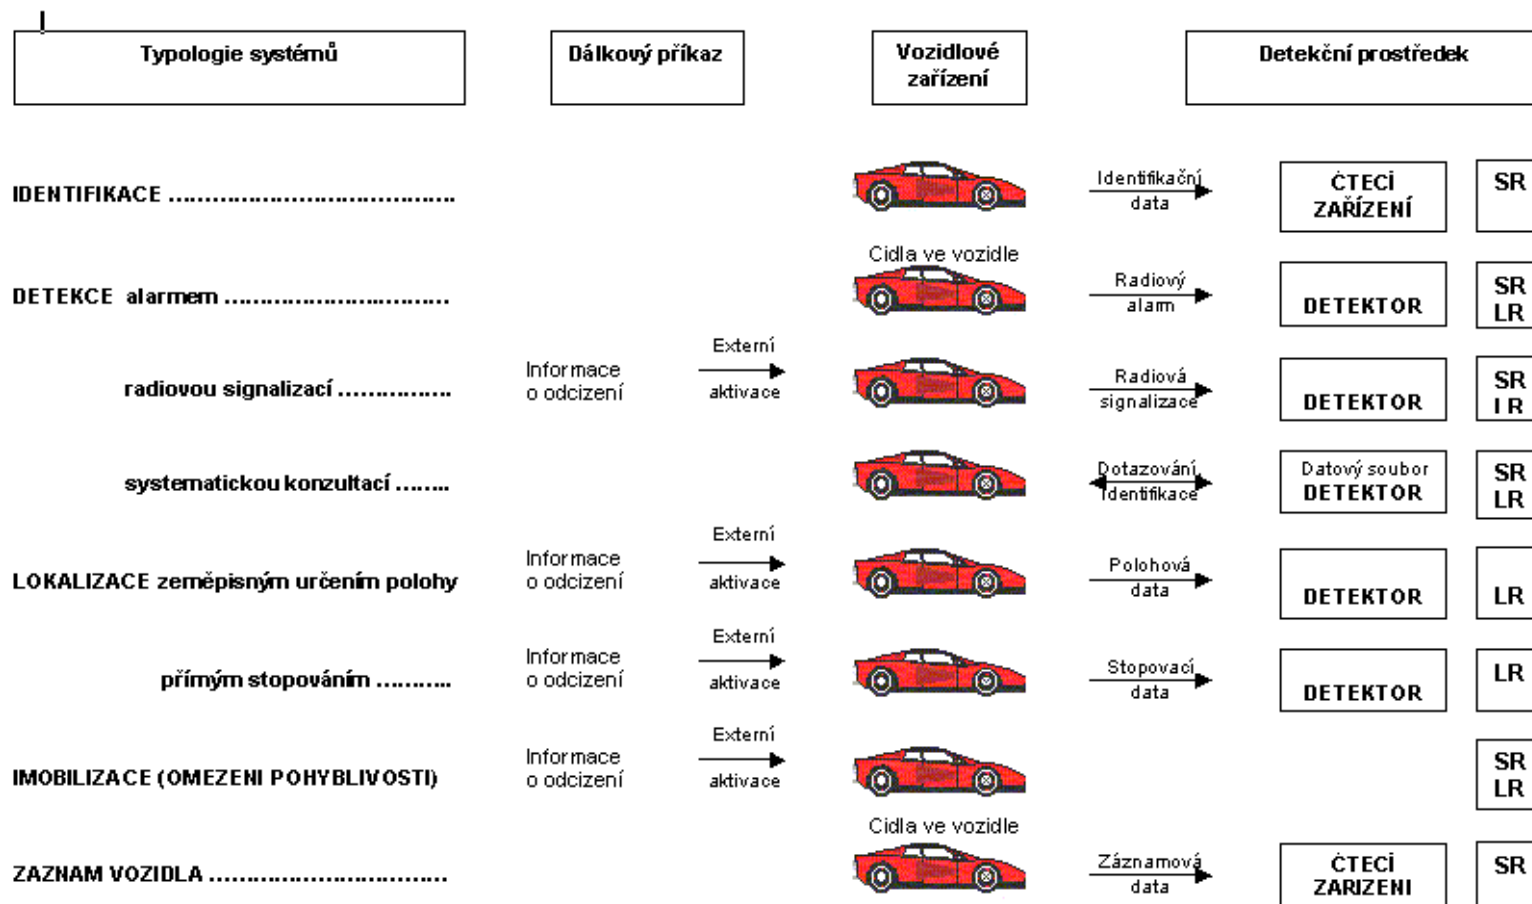 Typologie systémů
Dálkový příkaz
Vozidlové
zařízení
Detekční prostředek
IDENTIFIKACE ......................................
Identifikační
data
ČTECÍ
ZAŘÍZENÍ
SR
Cidla ve vozidle
DETEKCE alarmem ..............................
Radiový
alarm
DETEKTOR
SR
LR
radiovou signalizací ................
Informace
o odcizení
Externí
aktivace
Radiová
signalizace
DETEKTOR
SR
LR
systematickou konzultací ........
Dotazování
Identifikace
Datový soubor
DETEKTOR
SR
LR
LOKALIZACE zeměpisným určením polohy
Informace
o odcizení
Externí
aktivace
Polohová
data
DETEKTOR
LR
přímým stopováním ...........
Informace
o odcizení
Externí
aktivace
Stopovací
data
DETEKTOR
LR
IMOBILIZACE (OMEZENI POHYBLIVOSTI)
Informace
o odcizení
Externí
aktivace
SR
LR
Cidla ve vozidle
ZAZNAM VOZIDLA ................................
Záznamová
data
ČTECÍ
ZARIZENI
SR